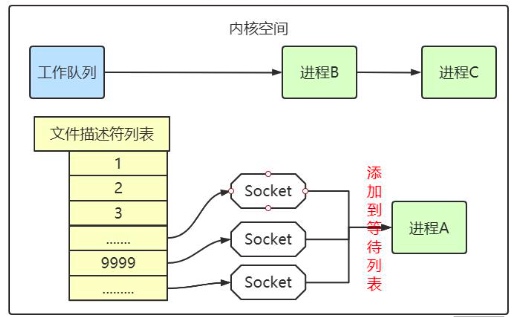 内核空间
工作队列
进程B
进程C
文件描述符列表
1
2
3
.......
9999
.........
Socket
Socket
Socket
添加到等待列表
进程A